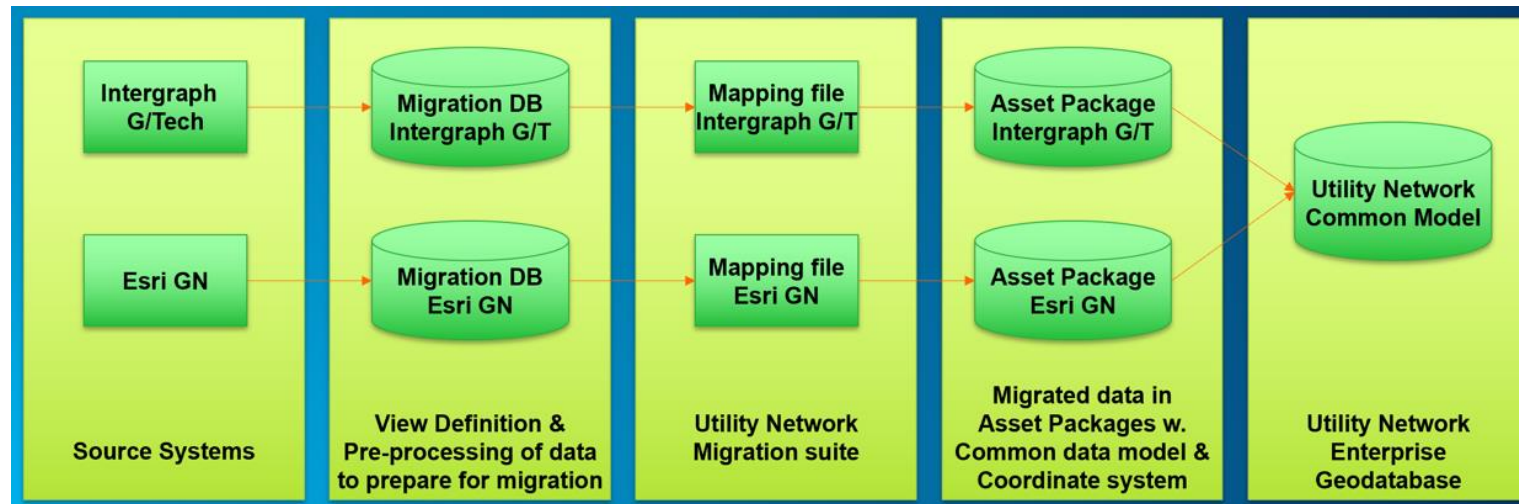 Intergraph
G/Tech
Migration DB
Intergraph G/T
Mapping file
Intergraph G/T
Asset Package
Intergraph G/T
Utility Network
Common Model
Esri GN
Migration DB
Esri GN
Mapping file
Esri GN
Asset Package
Esri GN
Source Systems
View Definition &
Pre-processing of data
to prepare for migration
Utility Network
Migration suite
Migrated data in
Asset Packages w.
Common data model &
Coordinate system
Utility Network
Enterprise
Geodatabase